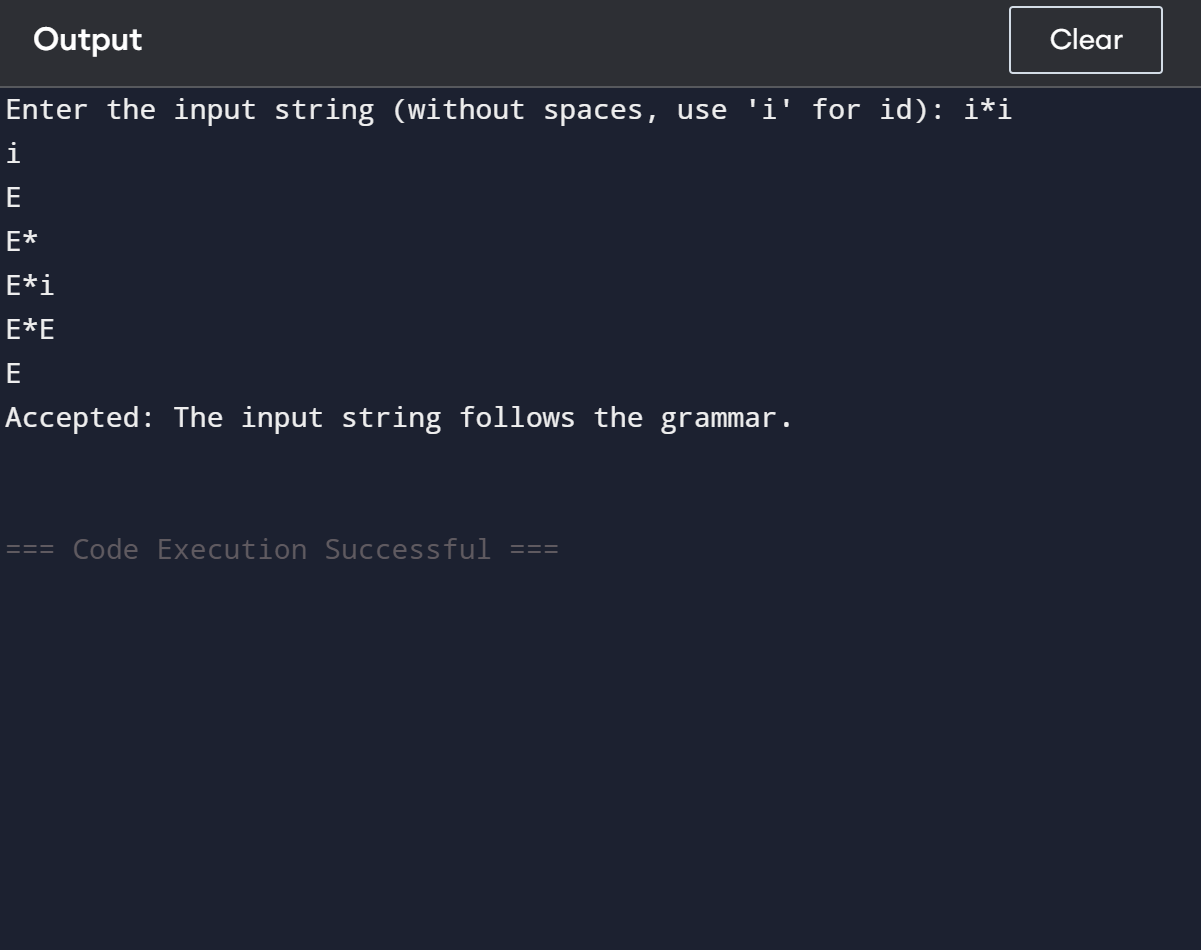 Output
Clear
Enter the input string (without spaces, use 'i' for id): i*i
i
E
E*
E*i
E*E
E
Accepted: The input string follows the grammar.
=== Code Execution Successful ===